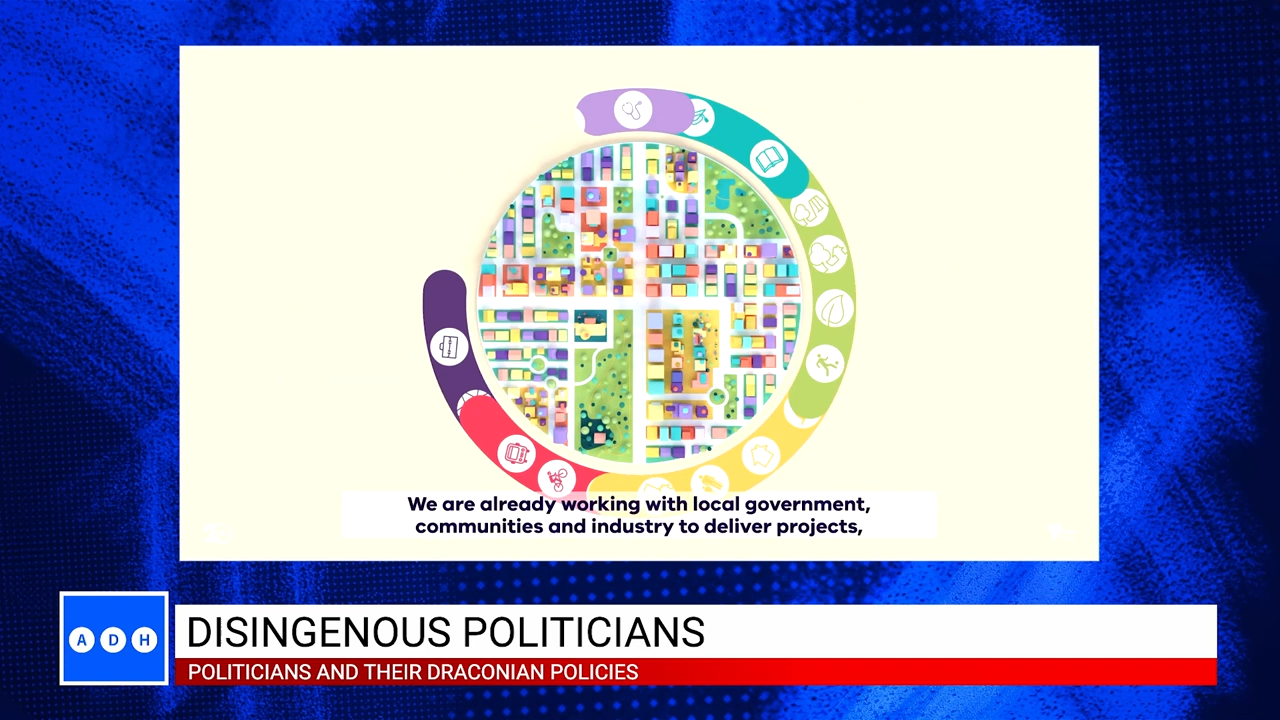 We are already working with local government,
communities and industry to deliver projects,
A D H
DISINGENOUS POLITICIANS
POLITICIANS AND THEIR DRACONIAN POLICIES